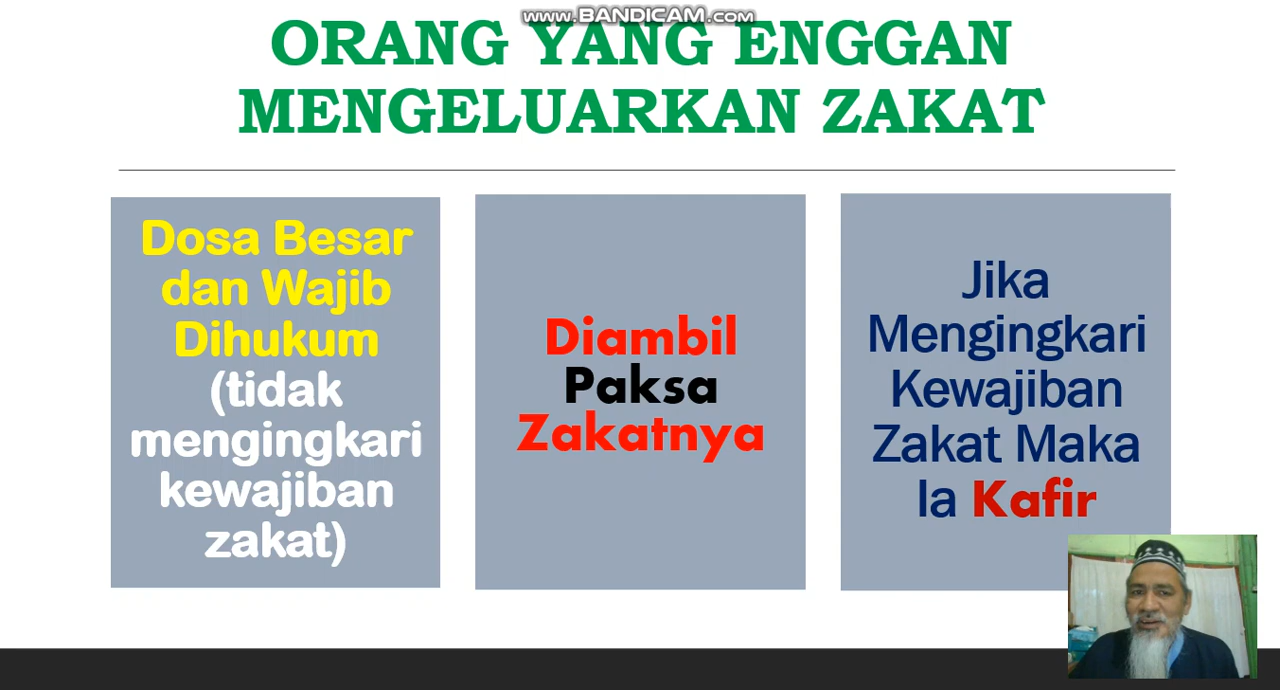 www.BANDICAM.com
ORANG YANG ENGGAN
MENGELUARKAN ZAKAT
Dosa Besar
dan Wajib
Dihukum
(tidak
mengingkari
kewajiban
zakat)
Diambil
Paksa
Zakatnya
Jika
Mengingkari
Kewajiban
Zakat Maka
Ia Kafir